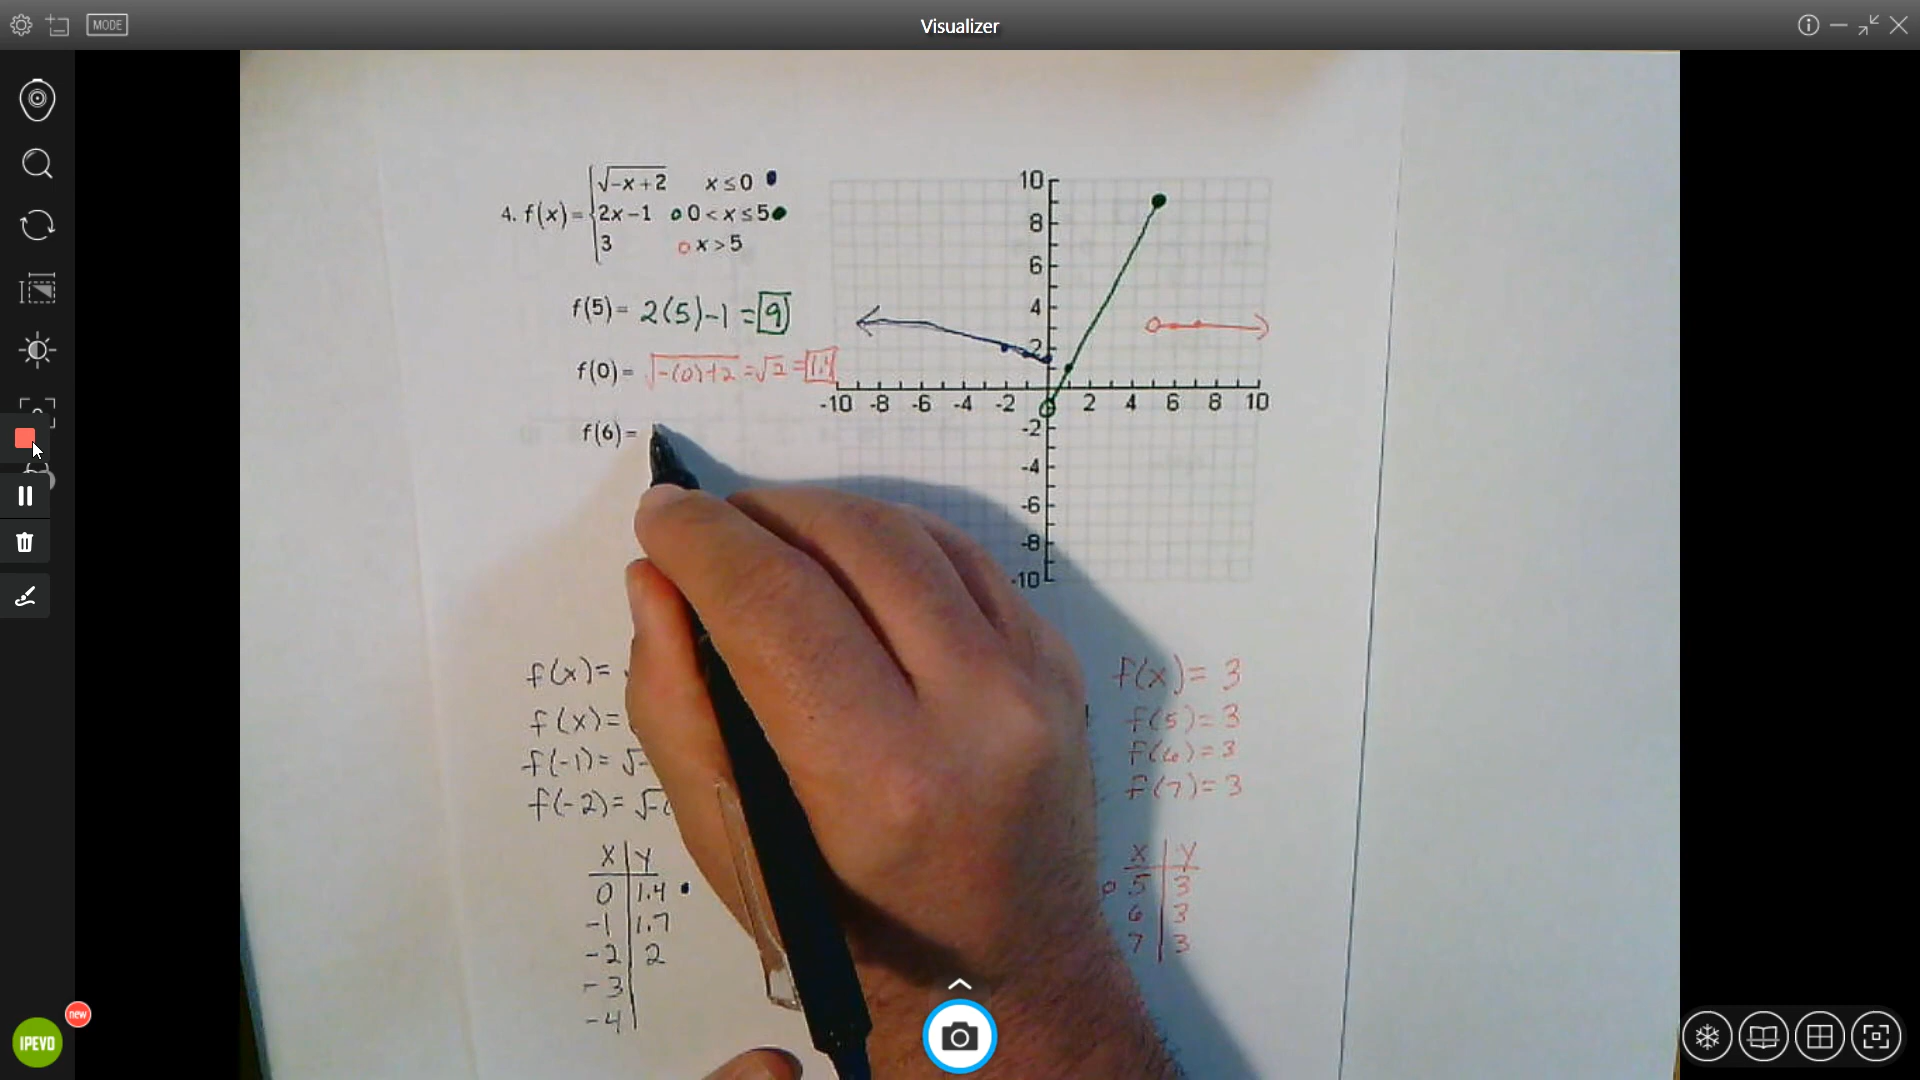 MODE
Visualizer
4. f(x) = { √-x+2 x ≤ 0
2x-1 0 < x ≤ 5
3 x > 5
f(5) = 2(5)-1 = 9
f(0) = √-(0)+2 = √2 = 1.4
f(6) =
10
8
6
4
2
-10 -8 -6 -4 -2 0 2 4 6 8 10
-2
-4
-6
-8
-10
f(x)=
f(x)=
f(-1)= √-
f(-2)= √-(
x | y
0 | 1.4
-1 | 1.7
-2 | 2
-3
-4
f(x)= 3
f(5)= 3
f(6)= 3
f(7)= 3
x | y
5 | 3
6 | 3
7 | 3
new
IPEVO